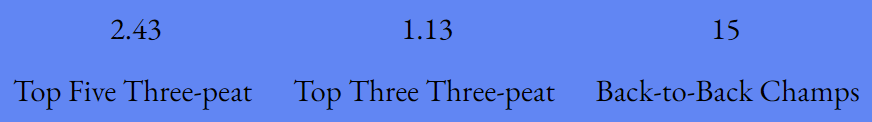 2.43 1.13 15
Top Five Three-peat Top Three Three-peat Back-to-Back Champs